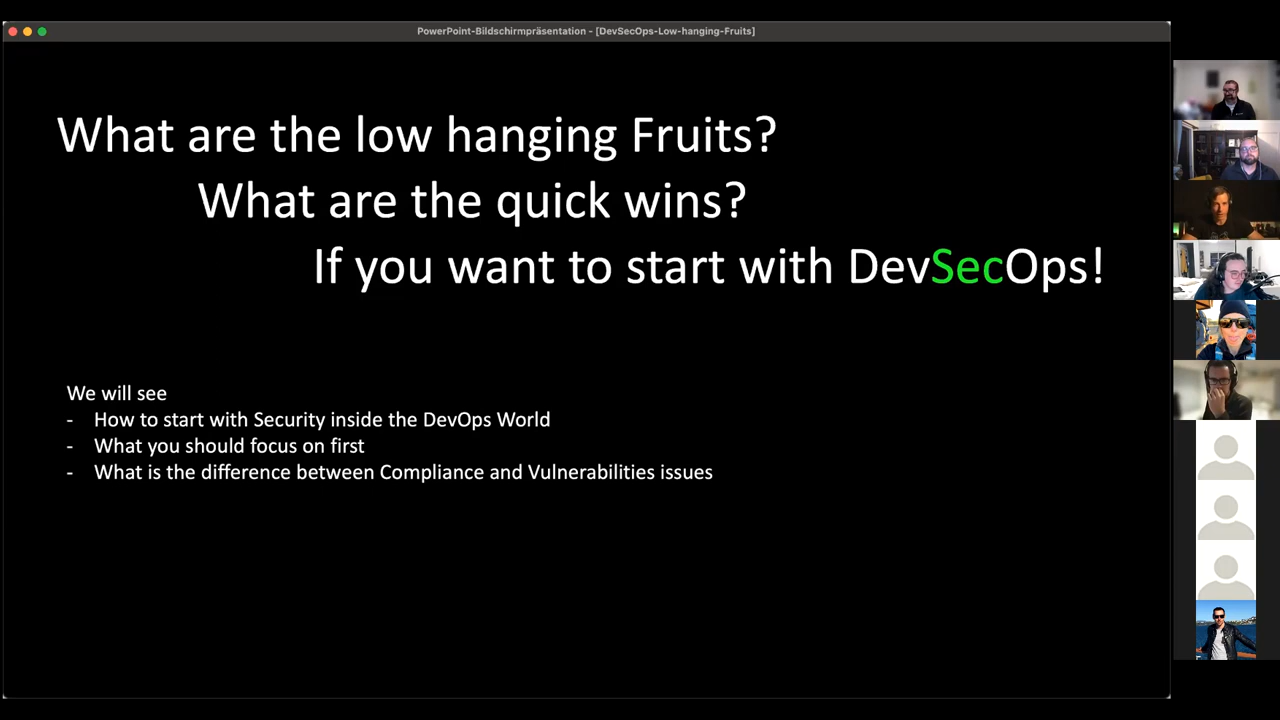 PowerPoint-Bildschirmpräsentation - [DevSecOps-Low-hanging-Fruits]
What are the low hanging Fruits?
What are the quick wins?
If you want to start with DevSecOps!
We will see
- How to start with Security inside the DevOps World
- What you should focus on first
- What is the difference between Compliance and Vulnerabilities issues